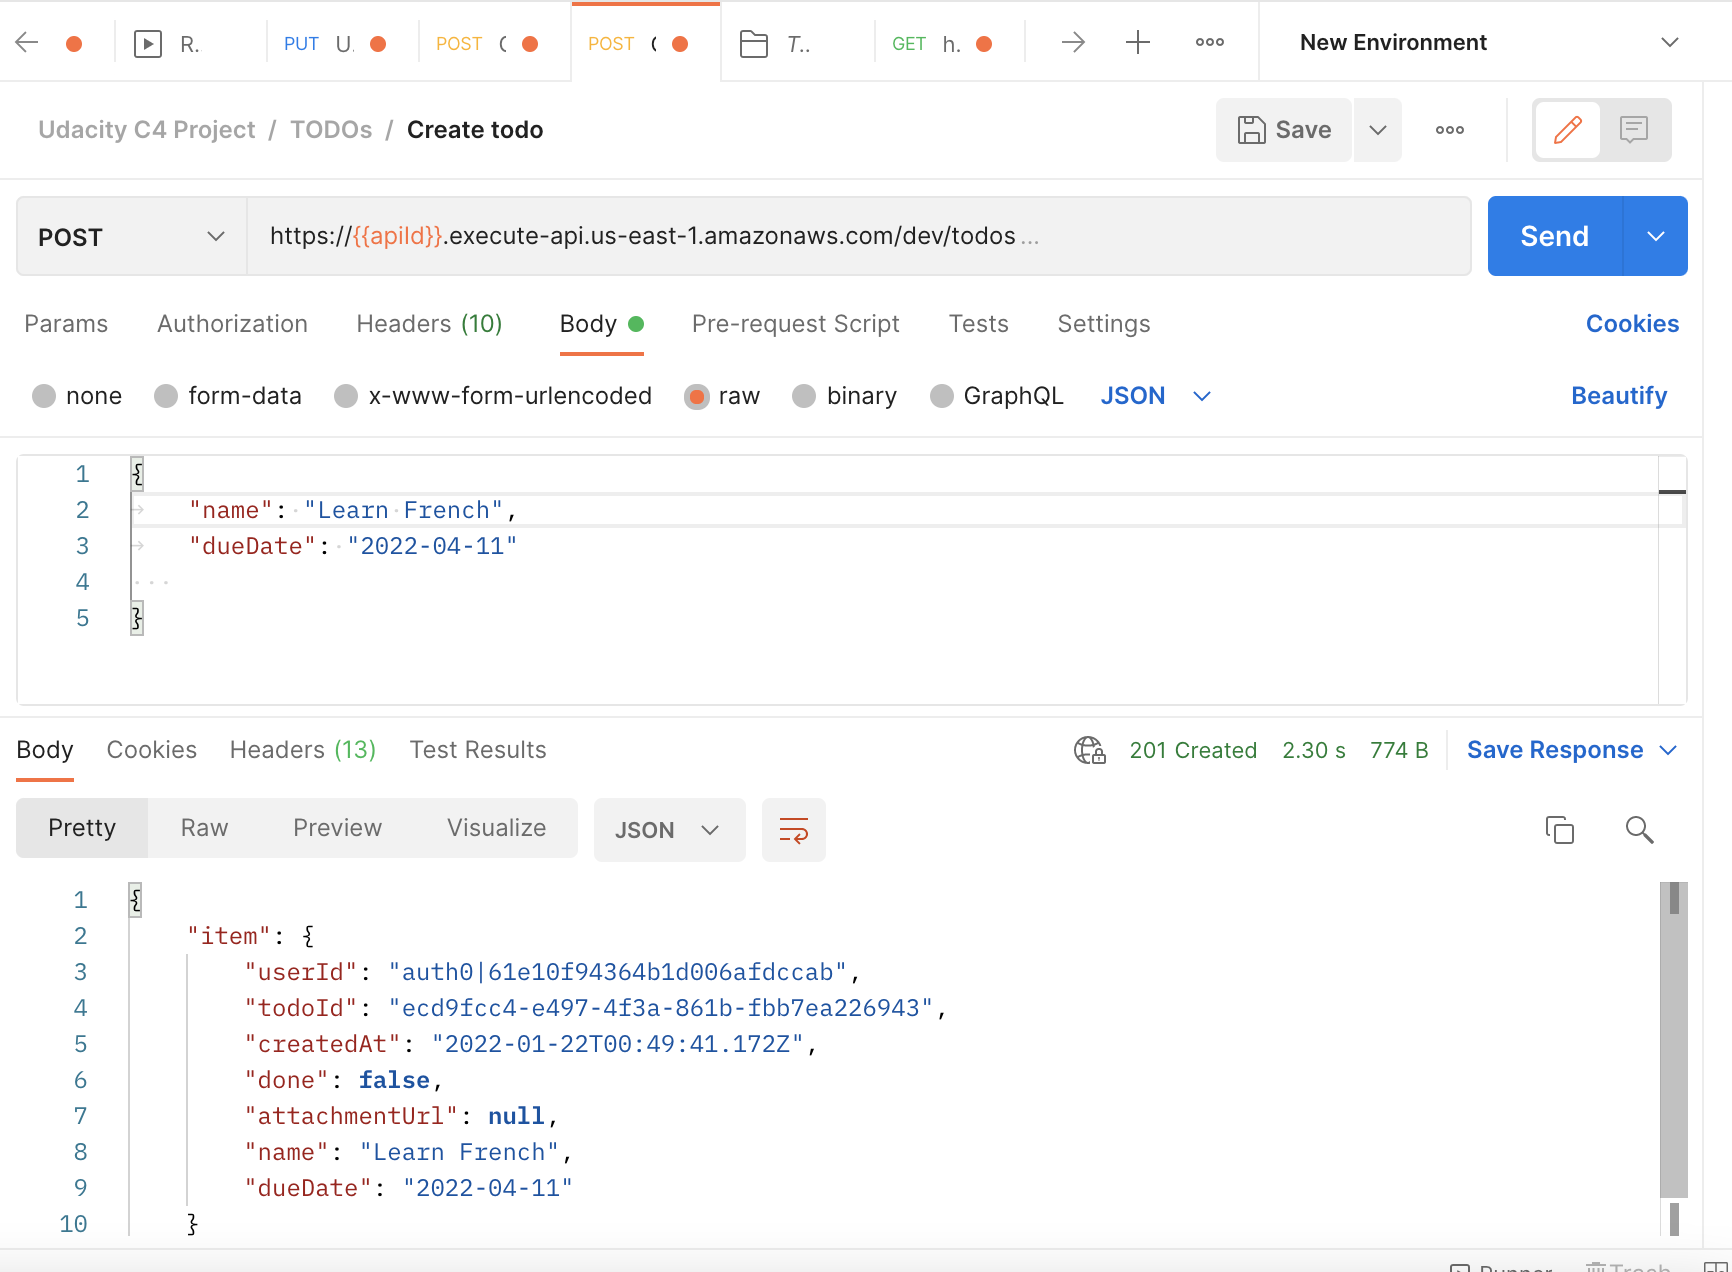 R. PUT U. POST POST T.. GET h. New Environment
Udacity C4 Project / TODOs / Create todo Save
POST https://{{apiId}}.execute-api.us-east-1.amazonaws.com/dev/todos ... Send
Params Authorization Headers (10) Body Pre-request Script Tests Settings Cookies
none form-data x-www-form-urlencoded raw binary GraphQL JSON Beautify
1 {
2 "name": "Learn French",
3 "dueDate": "2022-04-11"
4
5 }
Body Cookies Headers (13) Test Results 201 Created 2.30 s 774 B Save Response
Pretty Raw Preview Visualize JSON
1 {
2 "item": {
3 "userId": "auth0|61e10f94364b1d006afdccab",
4 "todoId": "ecd9fcc4-e497-4f3a-861b-fbb7ea226943",
5 "createdAt": "2022-01-22T00:49:41.172Z",
6 "done": false,
7 "attachmentUrl": null,
8 "name": "Learn French",
9 "dueDate": "2022-04-11"
10 }
Runner Trash